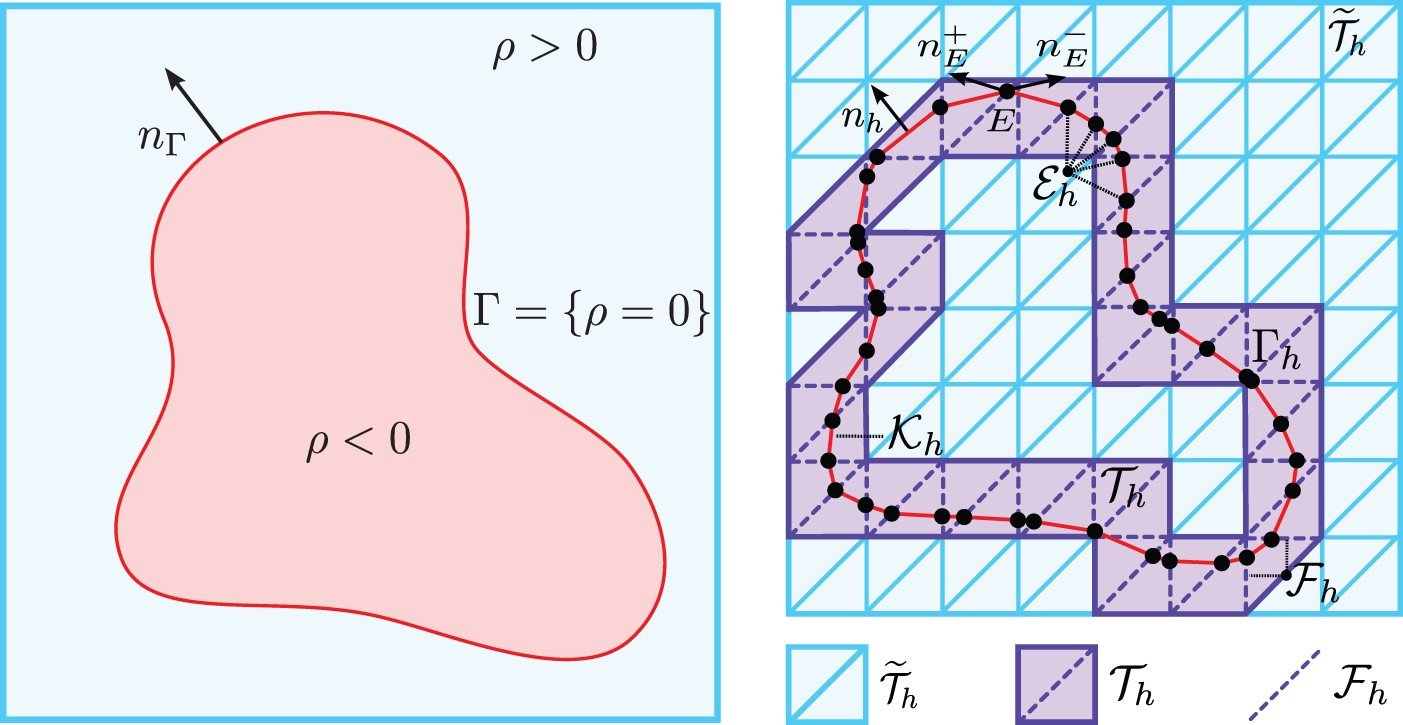 ρ > 0
n_Γ
Γ = {ρ = 0}
ρ < 0
𝒯̃_h
n_E^+
n_E^−
n_h
E
ℰ_h
Γ_h
𝒦_h
𝒯_h
ℱ_h
𝒯̃_h
𝒯_h
ℱ_h